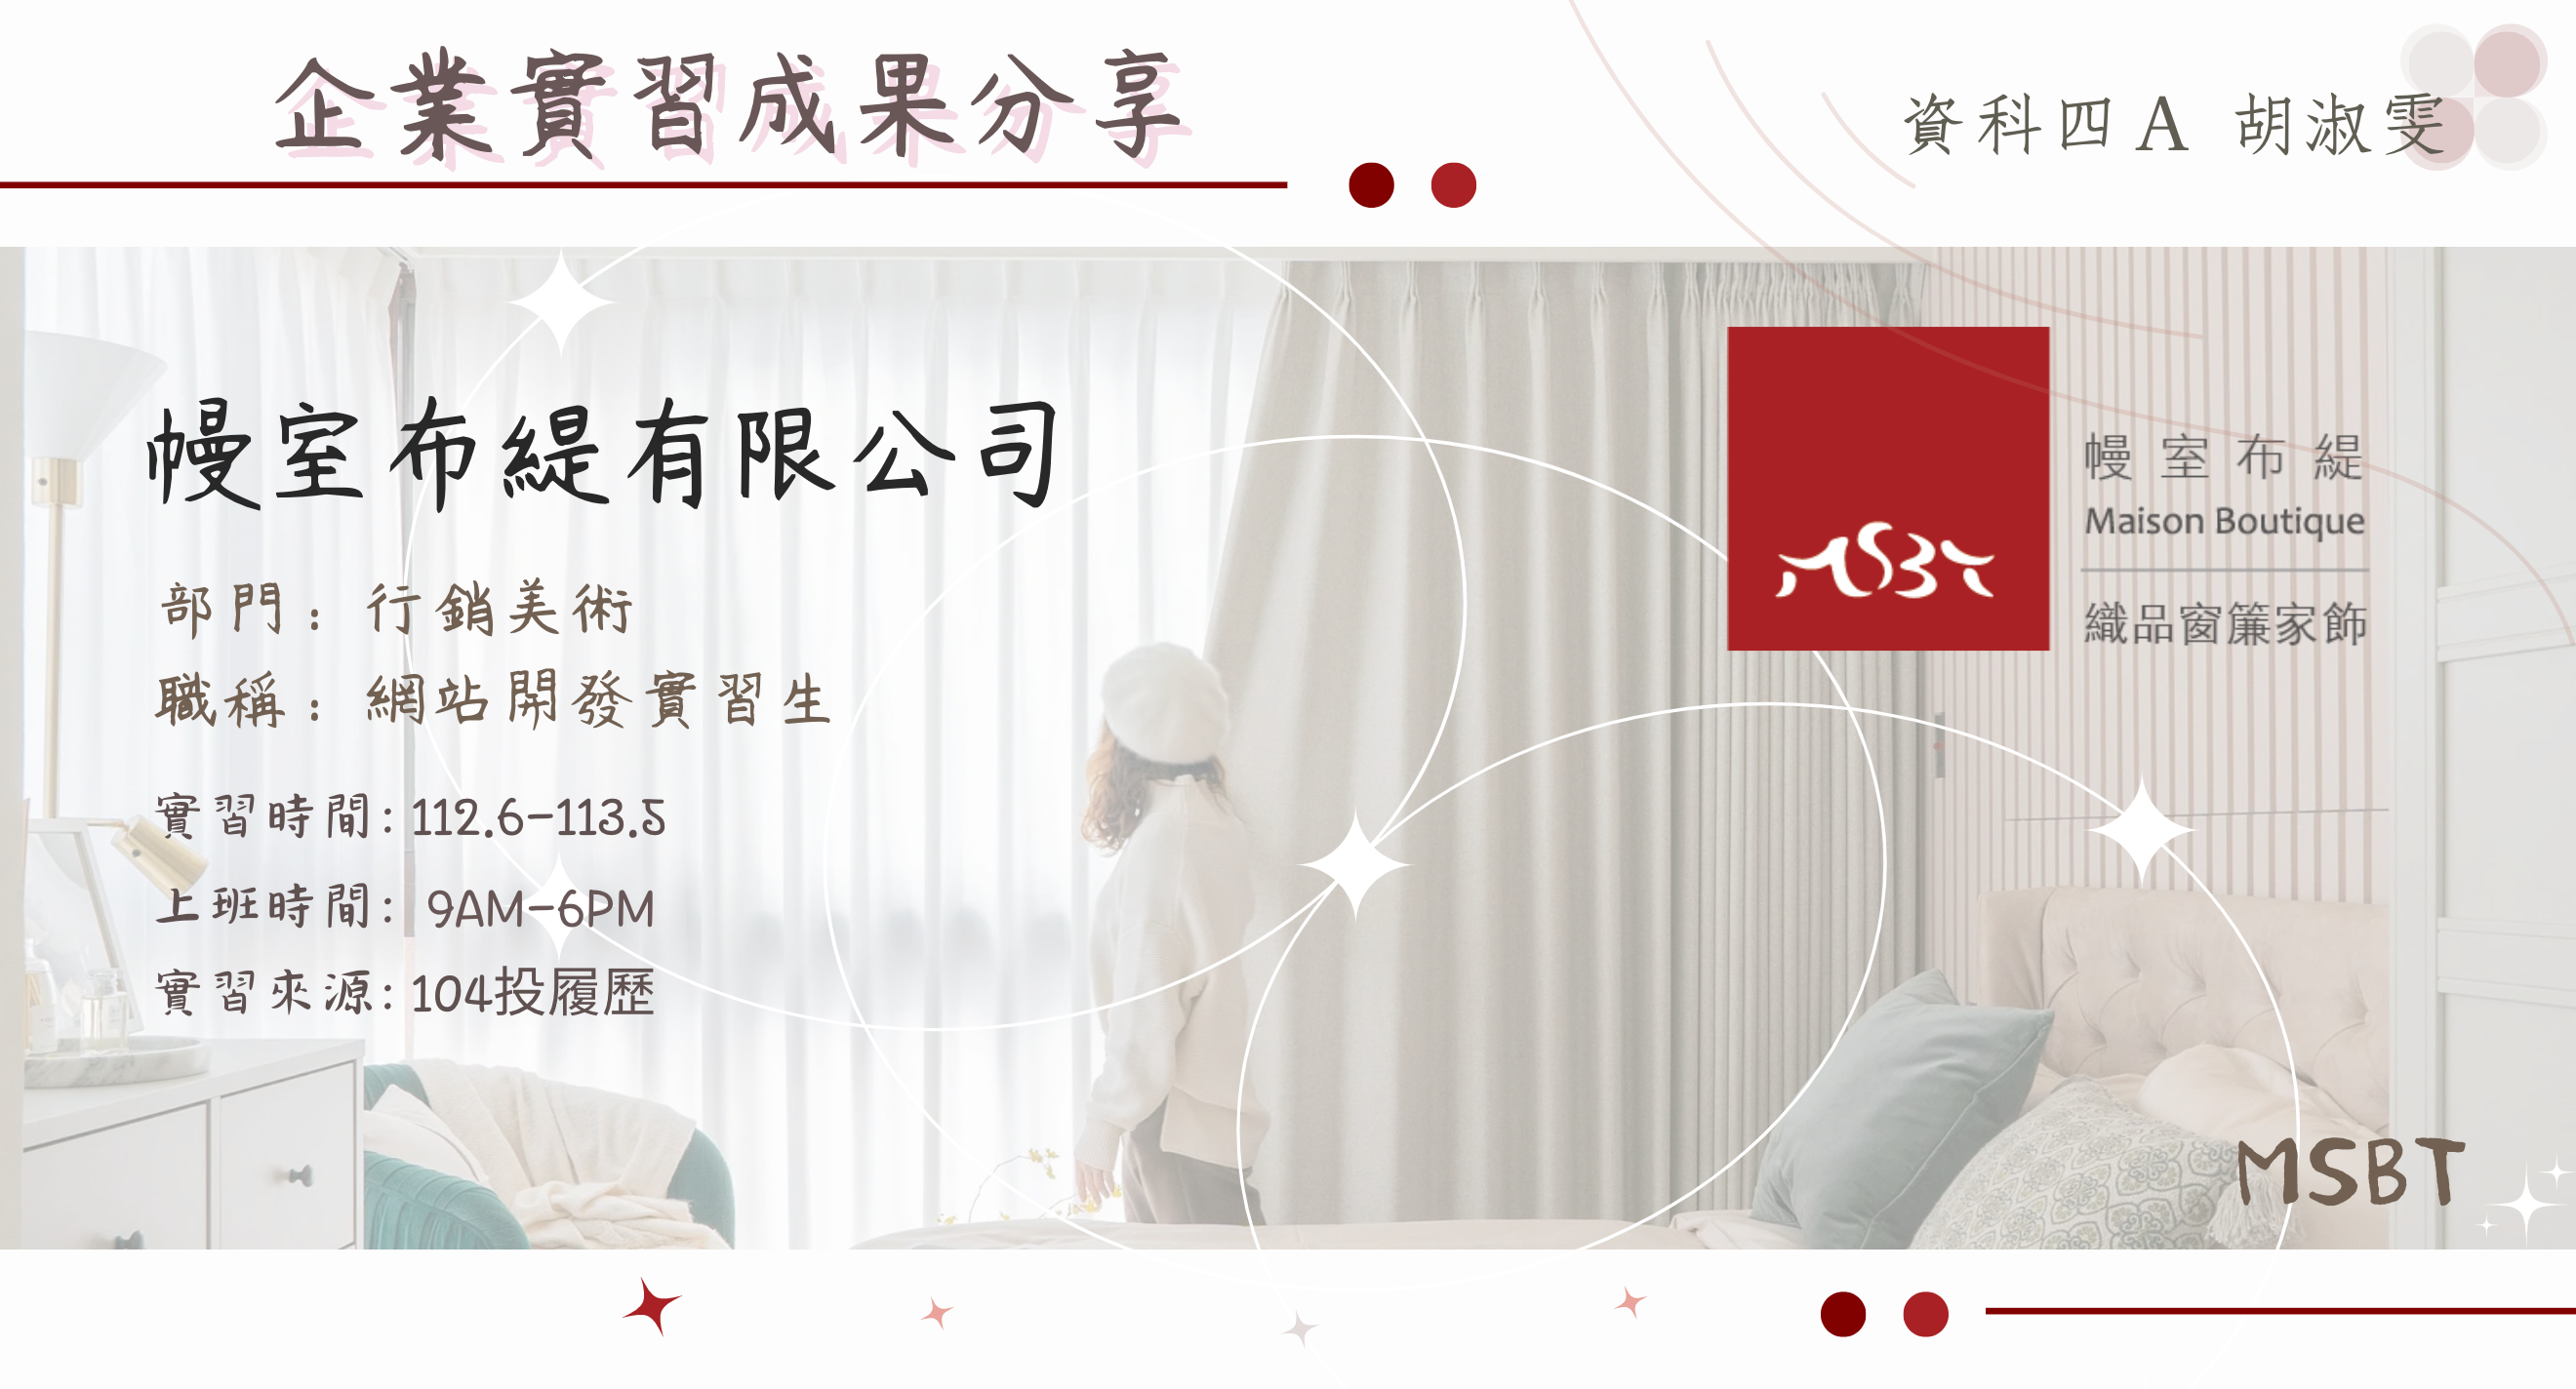 企業實習成果分享
資科四A 胡淑雯
幔室布緹有限公司
部門：行銷美術
職稱：網站開發實習生
實習時間：112.6-113.5
上班時間：9AM-6PM
實習來源：104投履歷
MSBT
幔室布緹
Maison Boutique
織品窗簾家飾
MSBT